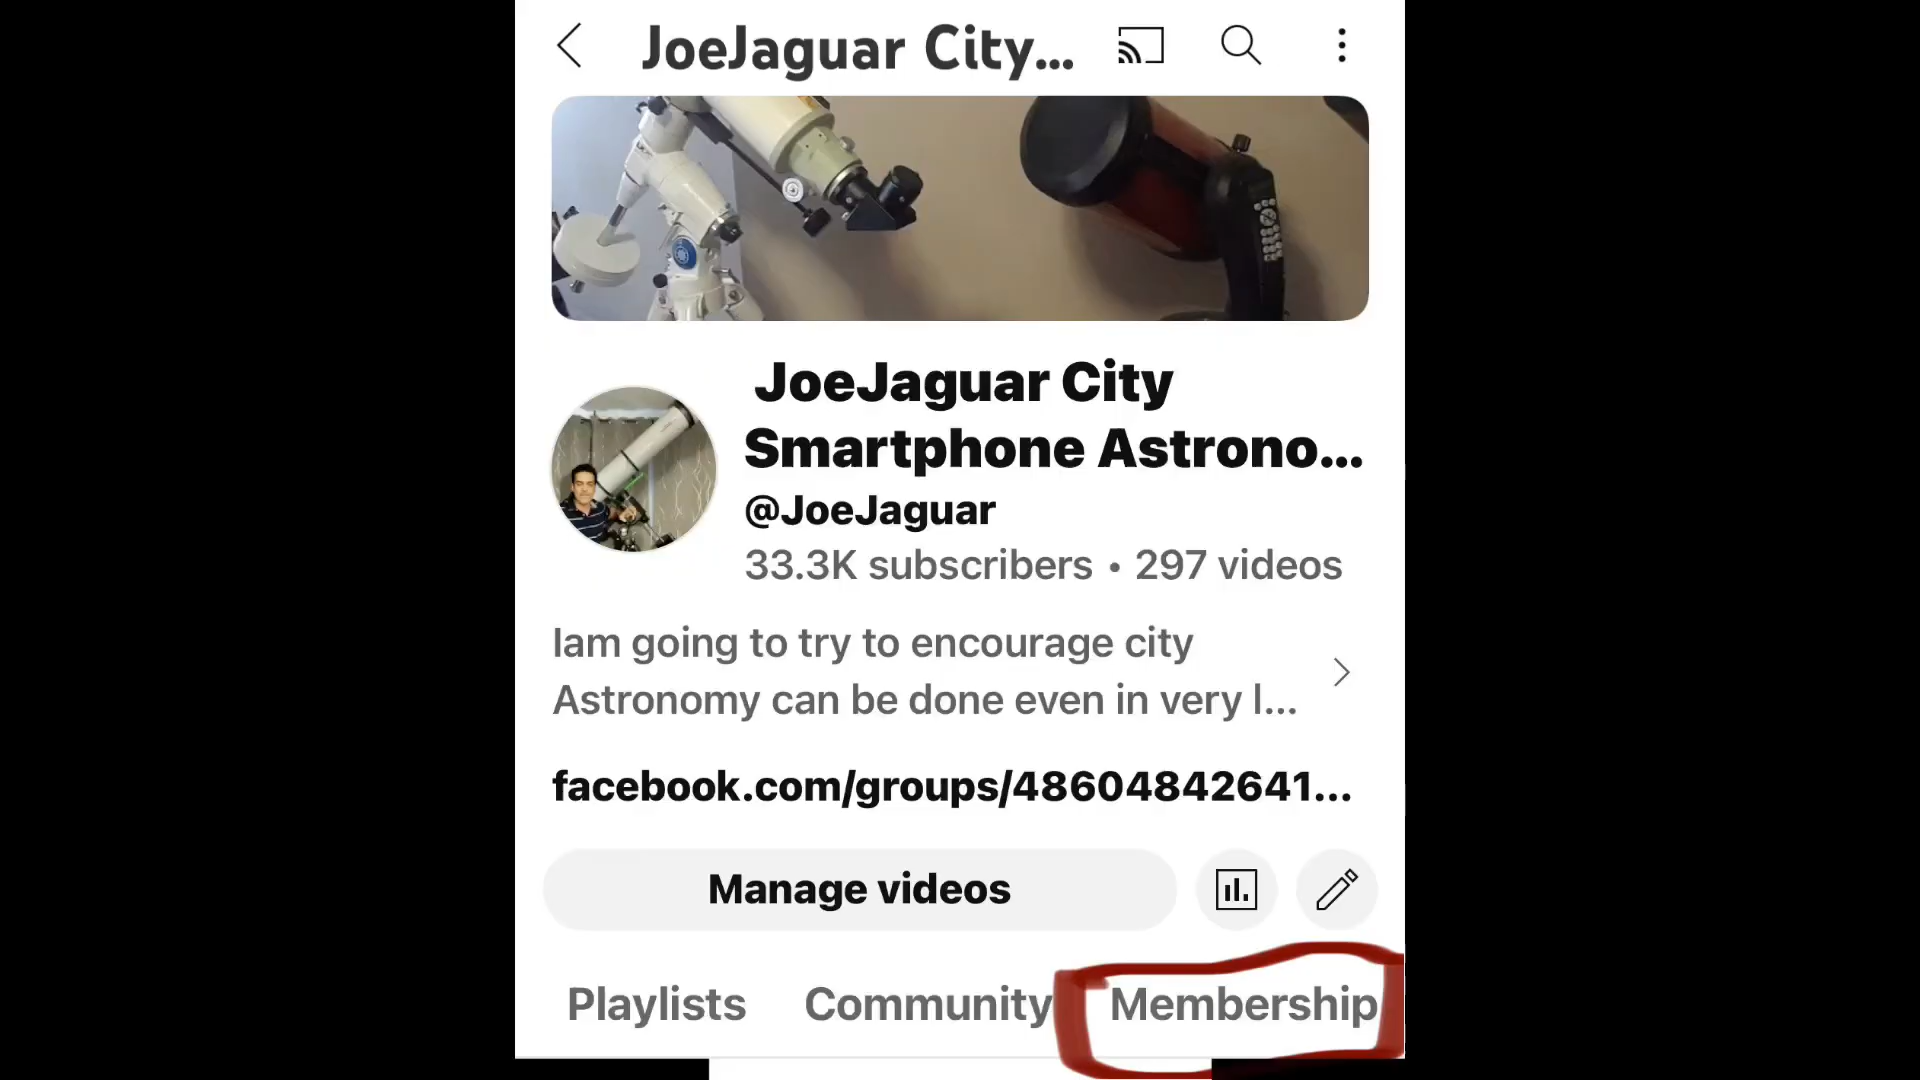 JoeJaguar City...
JoeJaguar City
Smartphone Astrono...
@JoeJaguar
33.3K subscribers • 297 videos
Iam going to try to encourage city
Astronomy can be done even in very l...
facebook.com/groups/48604842641...
Manage videos
Playlists Community Membership